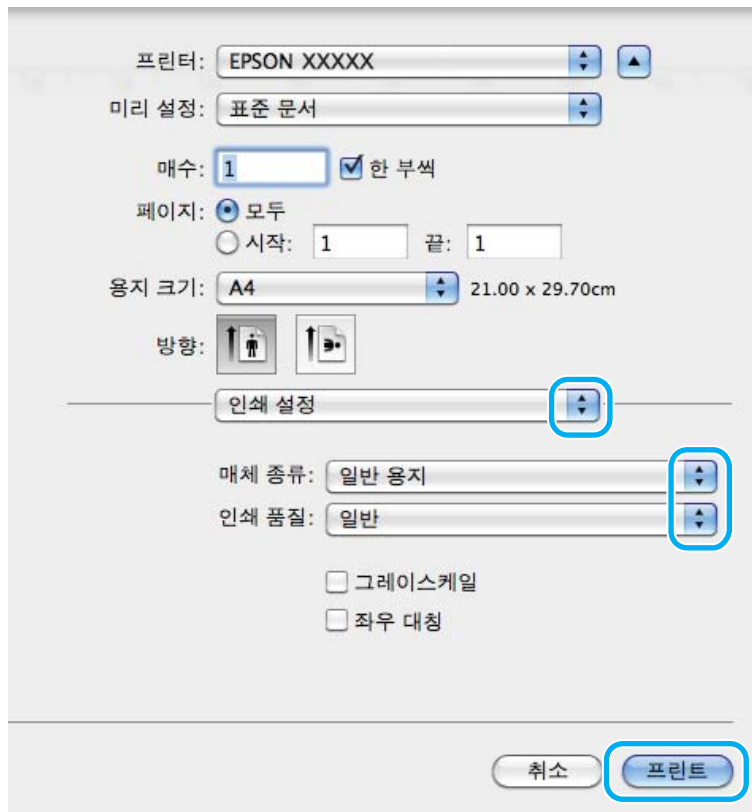 프린터: EPSON XXXXX
미리 설정: 표준 문서
매수: 1 한 부씩
페이지: 모두
시작: 1 끝: 1
용지 크기: A4 21.00 x 29.70cm
방향:
인쇄 설정
매체 종류: 일반 용지
인쇄 품질: 일반
그레이스케일
좌우 대칭
취소 프린트